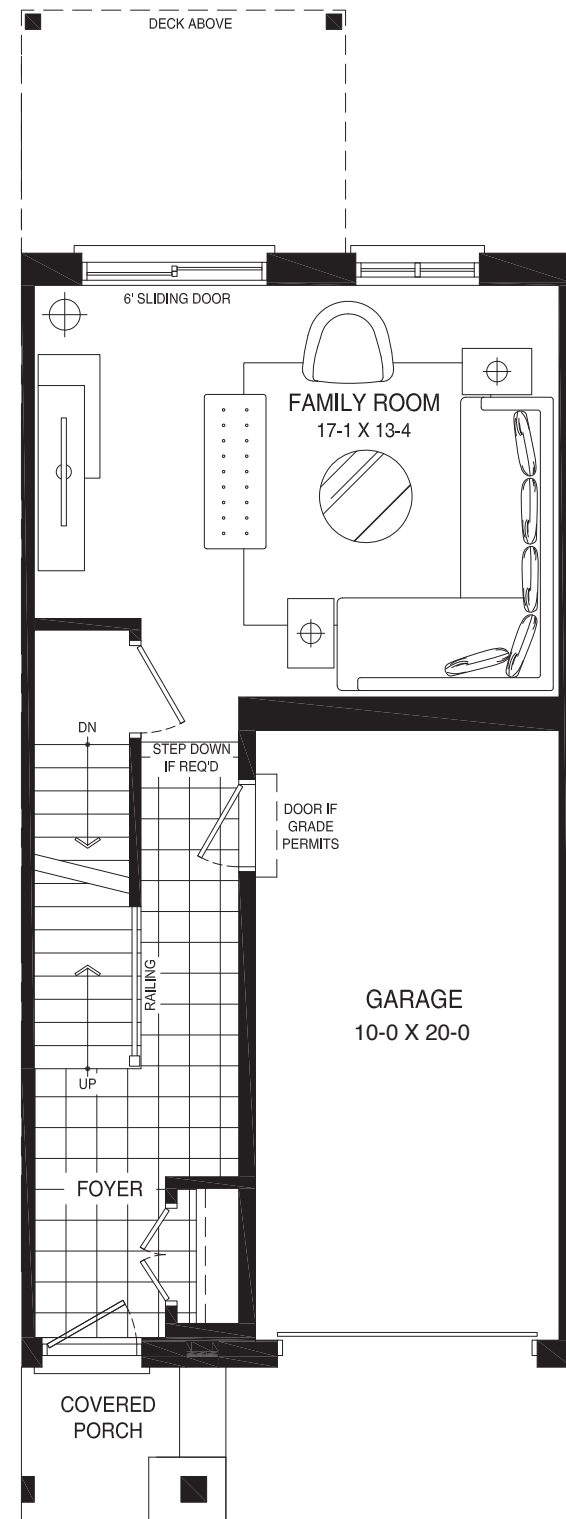 DECK ABOVE
6' SLIDING DOOR
FAMILY ROOM
17-1 X 13-4
DN
STEP DOWN
IF REQ'D
DOOR IF
GRADE
PERMITS
RAILING
GARAGE
10-0 X 20-0
UP
FOYER
COVERED
PORCH